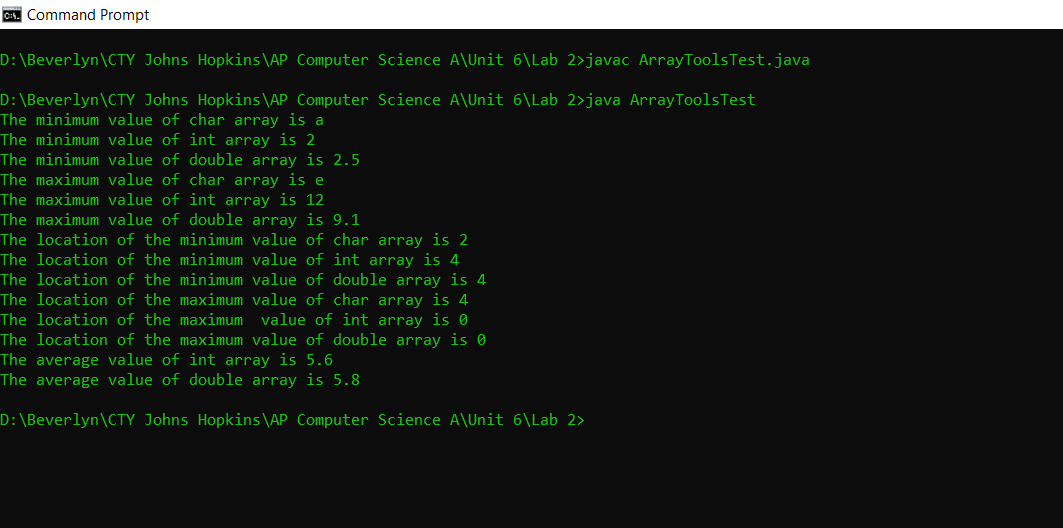 C:\. Command Prompt
D:\Beverlyn\CTY Johns Hopkins\AP Computer Science A\Unit 6\Lab 2>javac ArrayToolsTest.java
D:\Beverlyn\CTY Johns Hopkins\AP Computer Science A\Unit 6\Lab 2>java ArrayToolsTest
The minimum value of char array is a
The minimum value of int array is 2
The minimum value of double array is 2.5
The maximum value of char array is e
The maximum value of int array is 12
The maximum value of double array is 9.1
The location of the minimum value of char array is 2
The location of the minimum value of int array is 4
The location of the minimum value of double array is 4
The location of the maximum value of char array is 4
The location of the maximum  value of int array is 0
The location of the maximum value of double array is 0
The average value of int array is 5.6
The average value of double array is 5.8
D:\Beverlyn\CTY Johns Hopkins\AP Computer Science A\Unit 6\Lab 2>